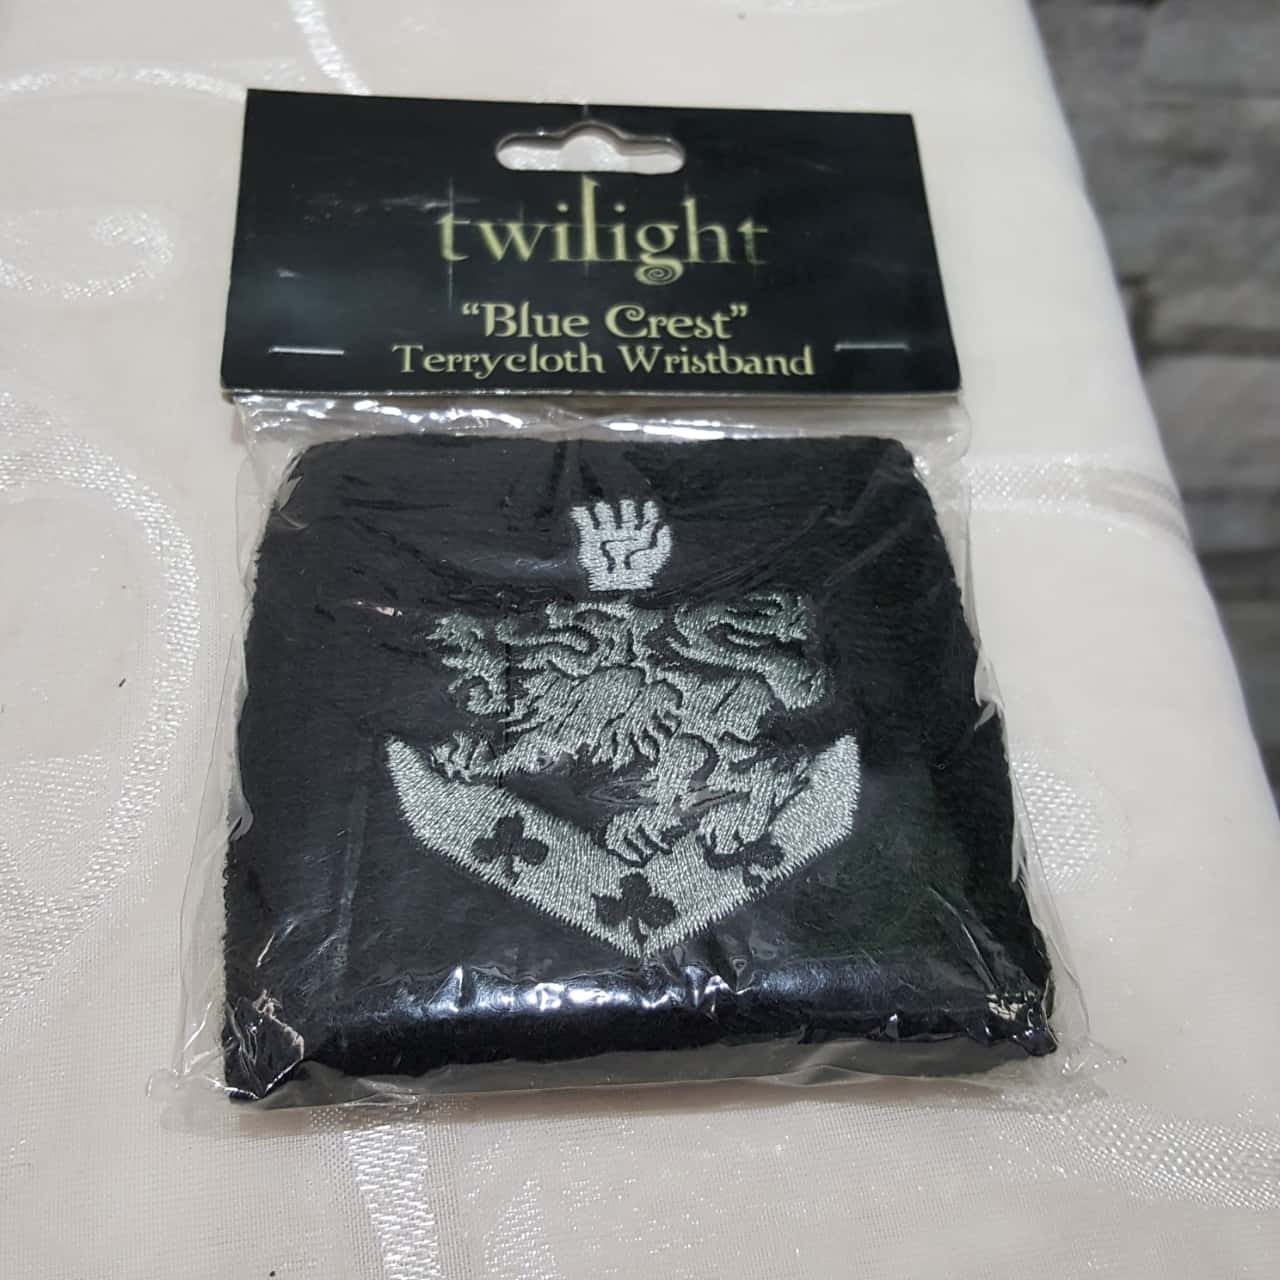 twilight
“Blue Crest”
Terrycloth Wristband